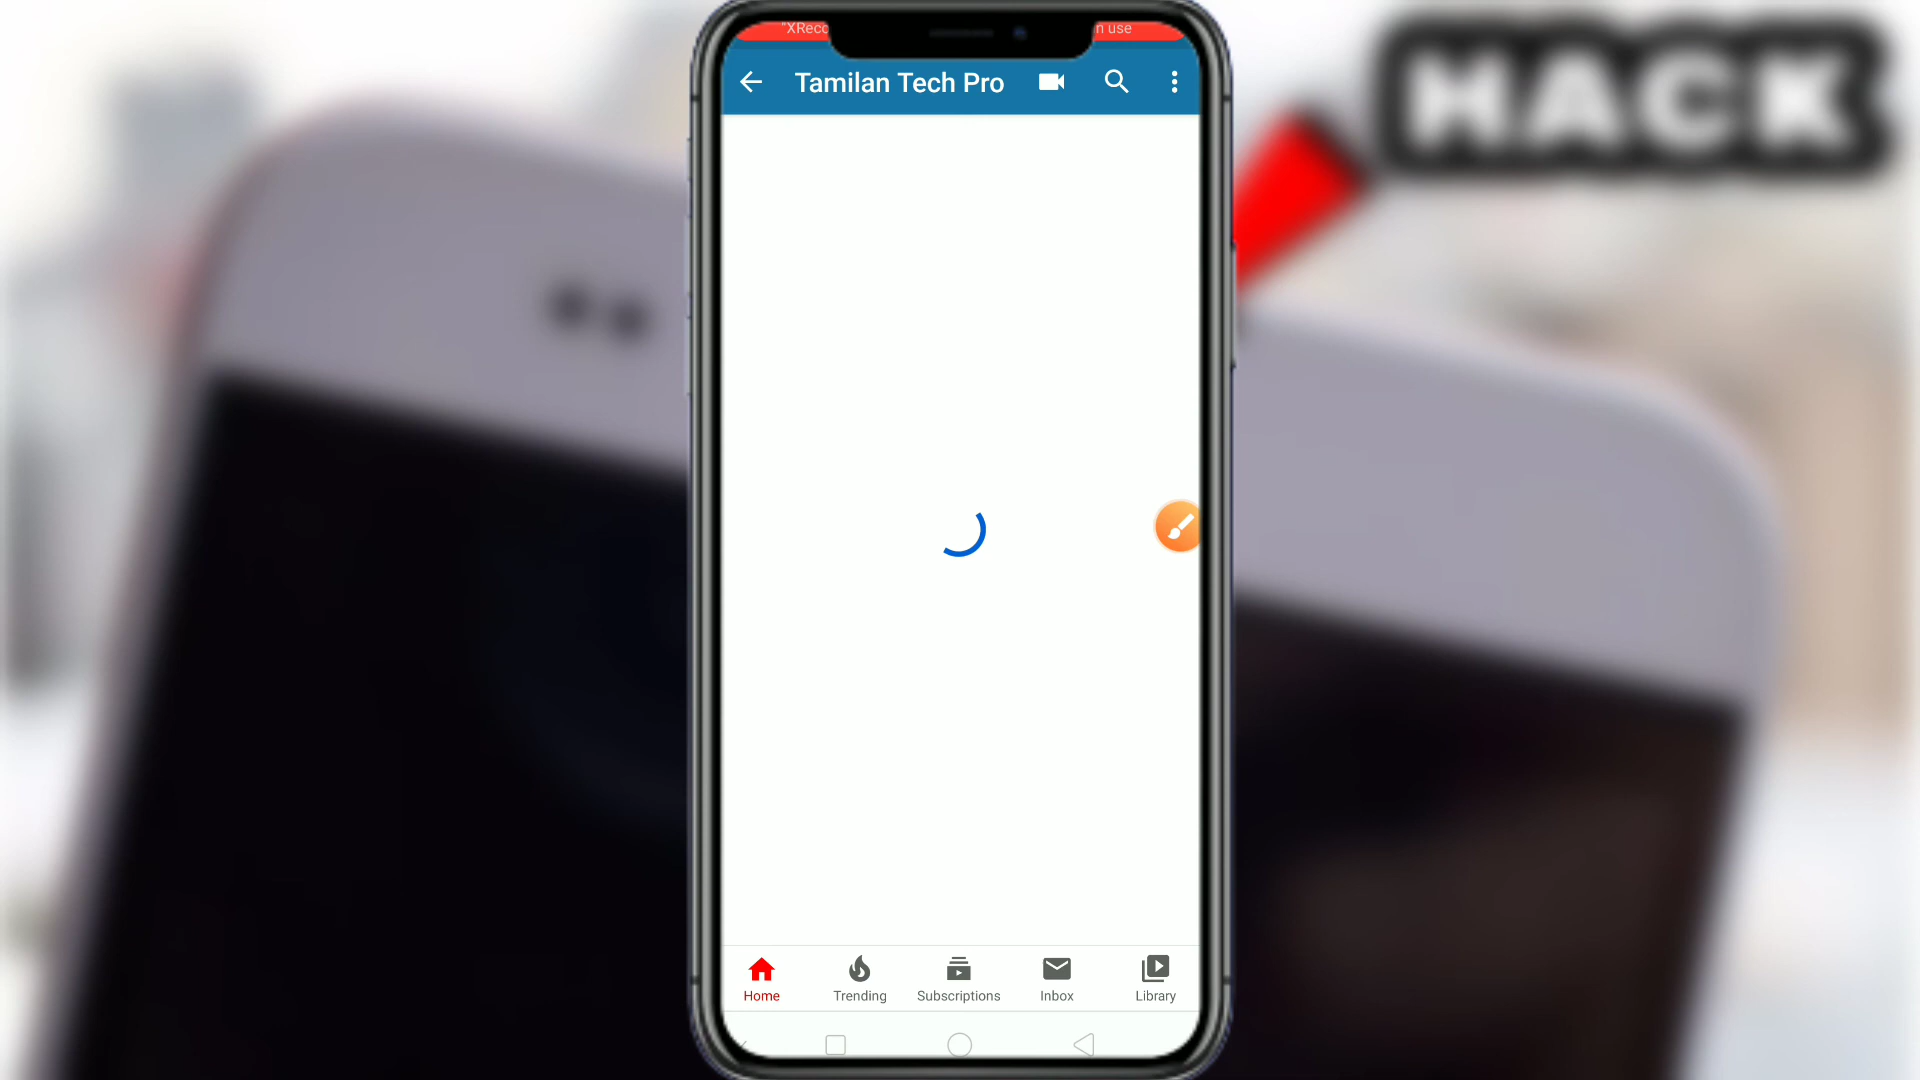 "XReco
n use
Tamilan Tech Pro
HACK
Home
Trending
Subscriptions
Inbox
Library